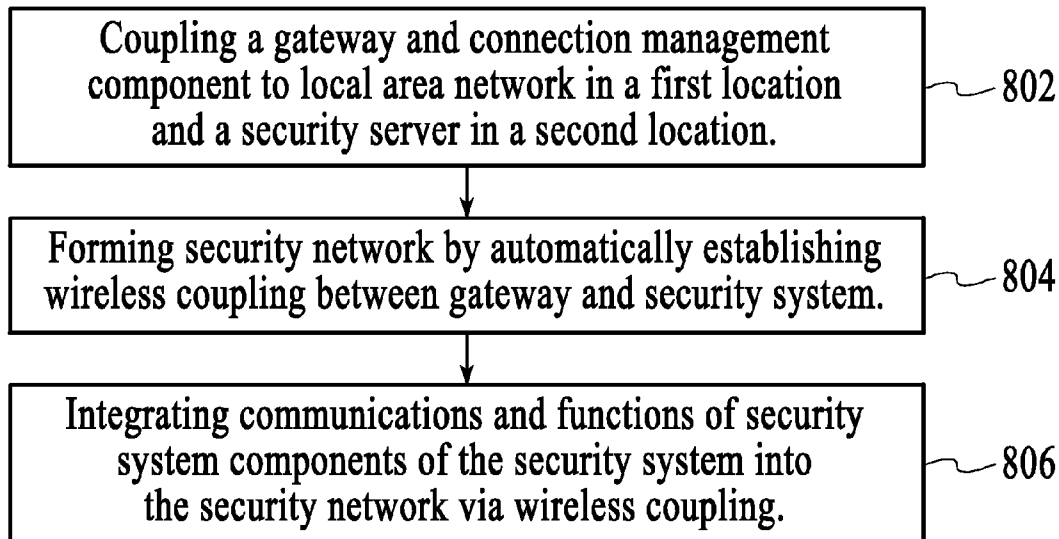 Coupling a gateway and connection management
component to local area network in a first location
and a security server in a second location.
802
Forming security network by automatically establishing
wireless coupling between gateway and security system.
804
Integrating communications and functions of security
system components of the security system into
the security network via wireless coupling.
806